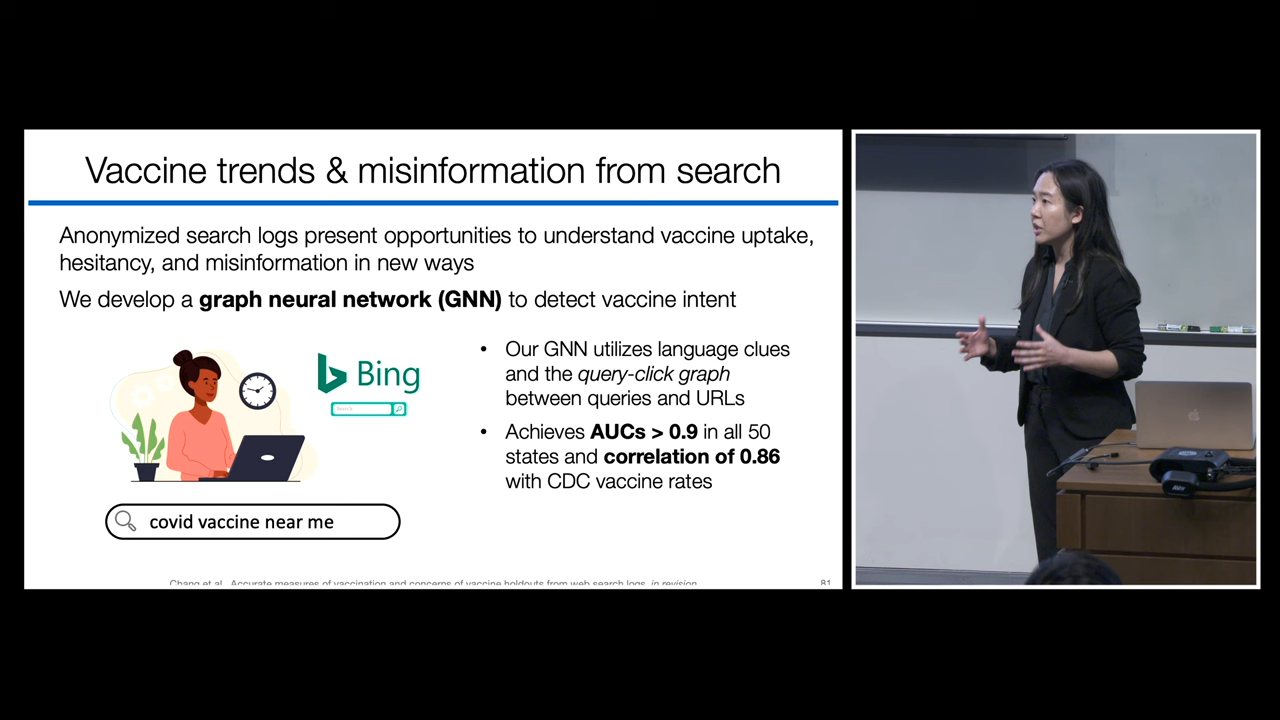 Vaccine trends & misinformation from search
Anonymized search logs present opportunities to understand vaccine uptake,
hesitancy, and misinformation in new ways
We develop a graph neural network (GNN) to detect vaccine intent
Bing
Search
covid vaccine near me
• Our GNN utilizes language clues
and the query-click graph
between queries and URLs
• Achieves AUCs > 0.9 in all 50
states and correlation of 0.86
with CDC vaccine rates
Chang et al. Accurate measures of vaccination and concerns of vaccine holdouts from web search logs, in revision.
81